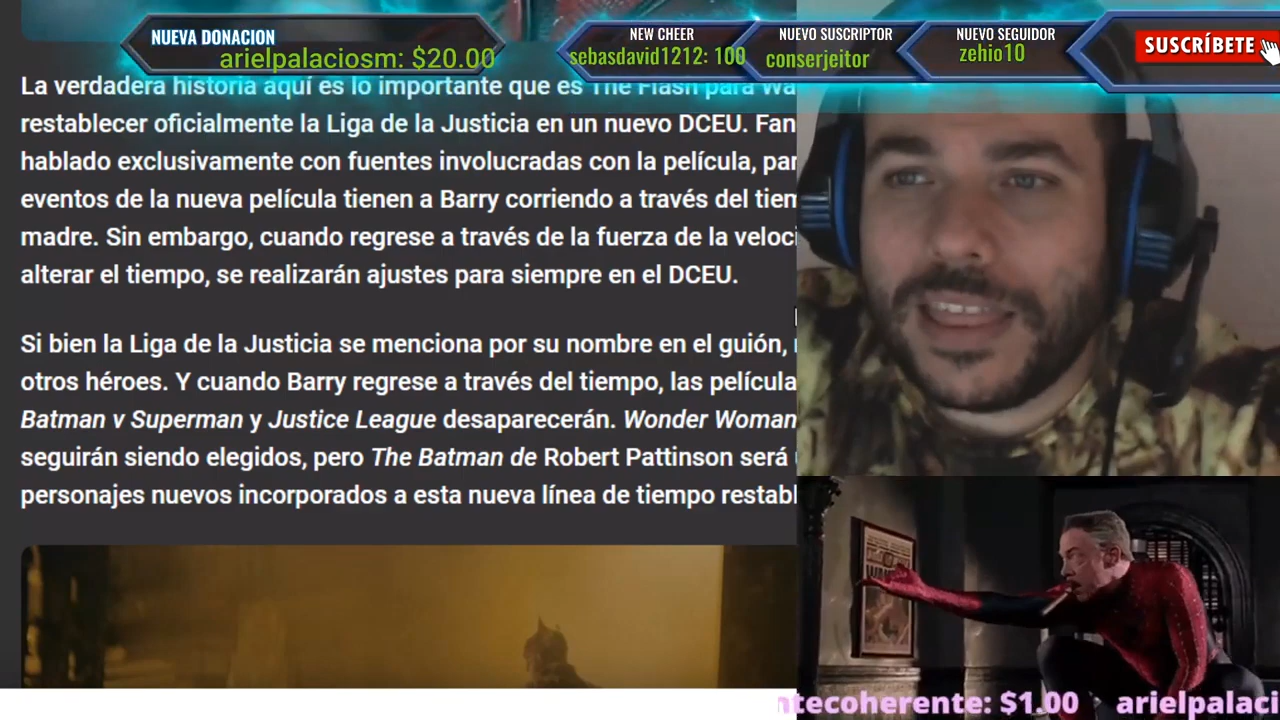 NUEVA DONACION
arielpalaciosm: $20.00
NEW CHEER
sebasdavid1212: 100
NUEVO SUSCRIPTOR
conserjeitor
NUEVO SEGUIDOR
zehio10
SUSCRÍBETE
La verdadera historia aquí es lo importante que es The Flash para Wa
restablecer oficialmente la Liga de la Justicia en un nuevo DCEU. Fan
hablado exclusivamente con fuentes involucradas con la película, par
eventos de la nueva película tienen a Barry corriendo a través del tiem
madre. Sin embargo, cuando regrese a través de la fuerza de la veloci
alterar el tiempo, se realizarán ajustes para siempre en el DCEU.
Si bien la Liga de la Justicia se menciona por su nombre en el guión,
otros héroes. Y cuando Barry regrese a través del tiempo, las película
Batman v Superman y Justice League desaparecerán. Wonder Woman
seguirán siendo elegidos, pero The Batman de Robert Pattinson será
personajes nuevos incorporados a esta nueva línea de tiempo restabl
ntecoherente: $1.00 arielpalaci